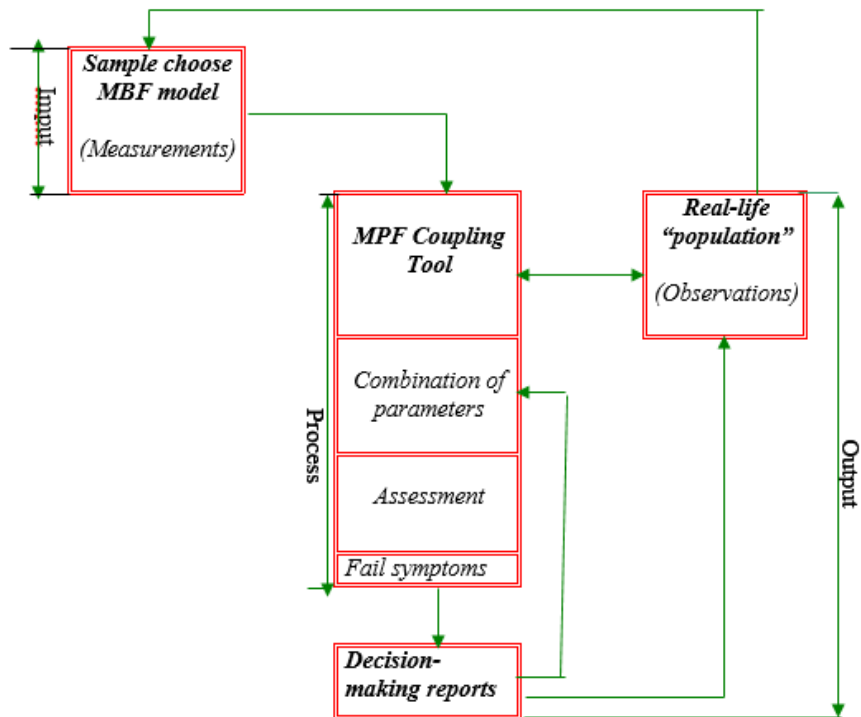 Imput
Sample choose
MBF model
(Measurements)
MPF Coupling
Tool
Real-life
“population”
(Observations)
Process
Combination of
parameters
Assessment
Fail symptoms
Output
Decision-
making reports